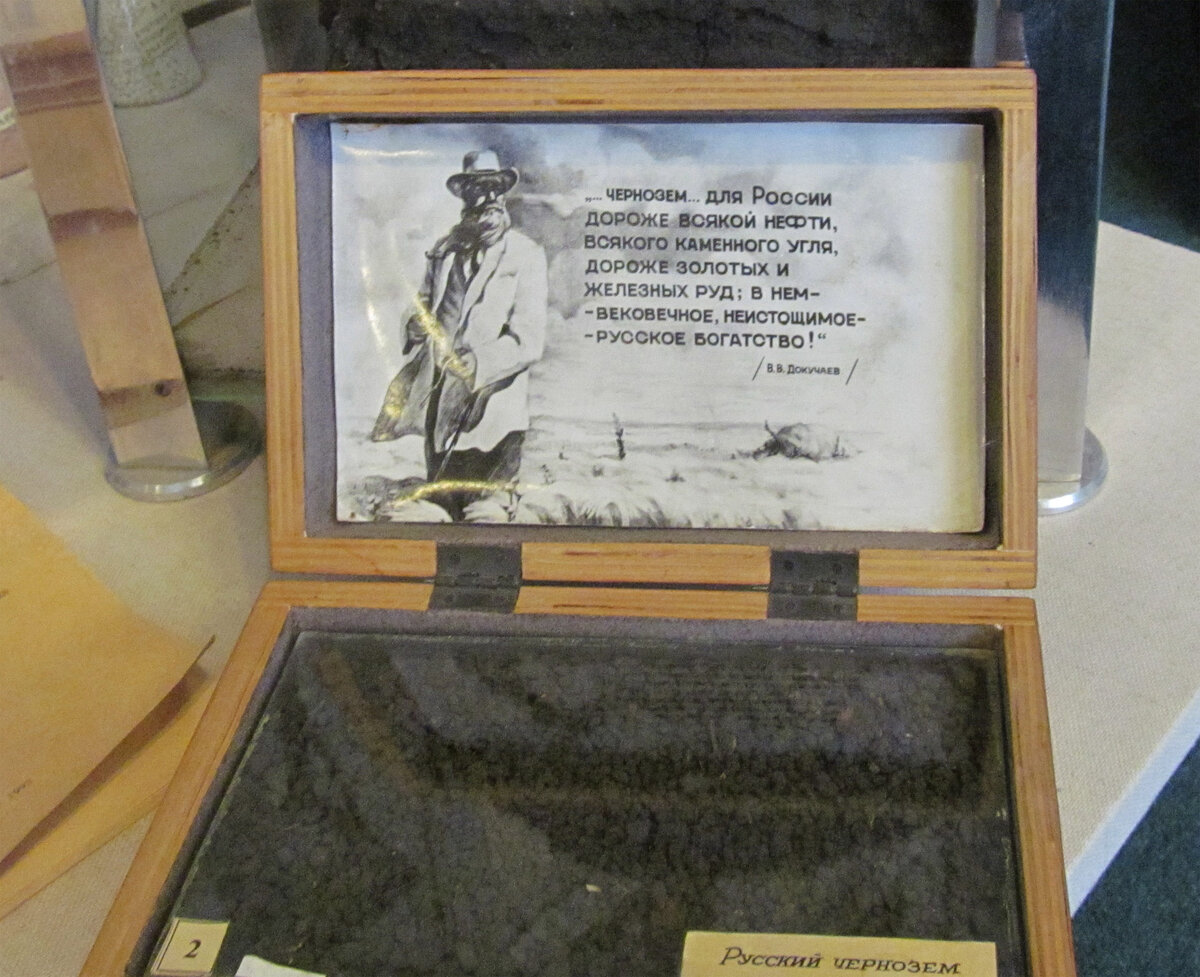 „... ЧЕРНОЗЕМ... ДЛЯ РОССИИ
ДОРОЖЕ ВСЯКОЙ НЕФТИ,
ВСЯКОГО КАМЕННОГО УГЛЯ,
ДОРОЖЕ ЗОЛОТЫХ И
ЖЕЛЕЗНЫХ РУД; В НЕМ-
-ВЕКОВЕЧНОЕ, НЕИСТОЩИМОЕ-
-РУССКОЕ БОГАТСТВО!“
/В.В.ДОКУЧАЕВ/
2
РУССКИЙ ЧЕРНОЗЕМ